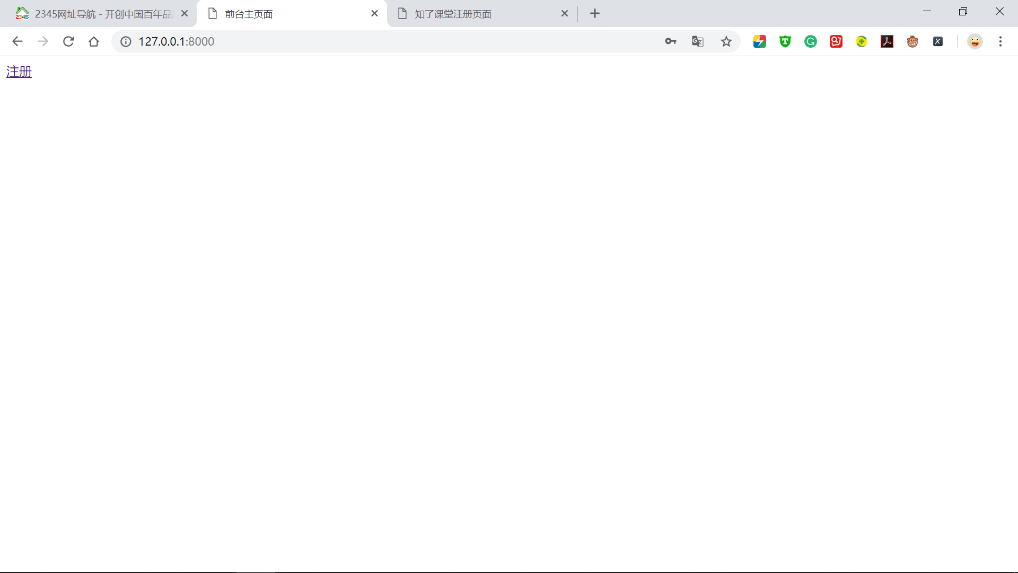 2345网址导航 - 开创中国百年品
前台主页面
知了课堂注册页面
127.0.0.1:8000
注册